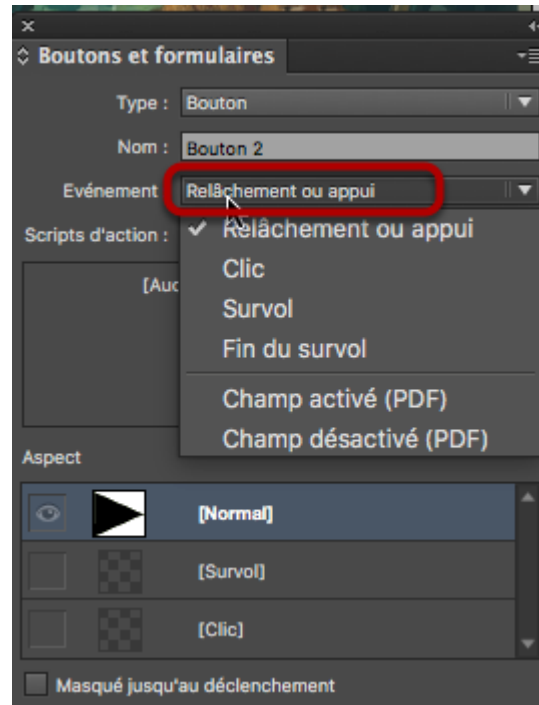 Boutons et formulaires
Type : Bouton
Nom : Bouton 2
Evénement Relâchement ou appui
Scripts d'action : Relâchement ou appui
Clic
[Auc
Survol
Fin du survol
Champ activé (PDF)
Champ désactivé (PDF)
Aspect
[Normal]
[Survol]
[Clic]
Masqué jusqu'au déclenchement